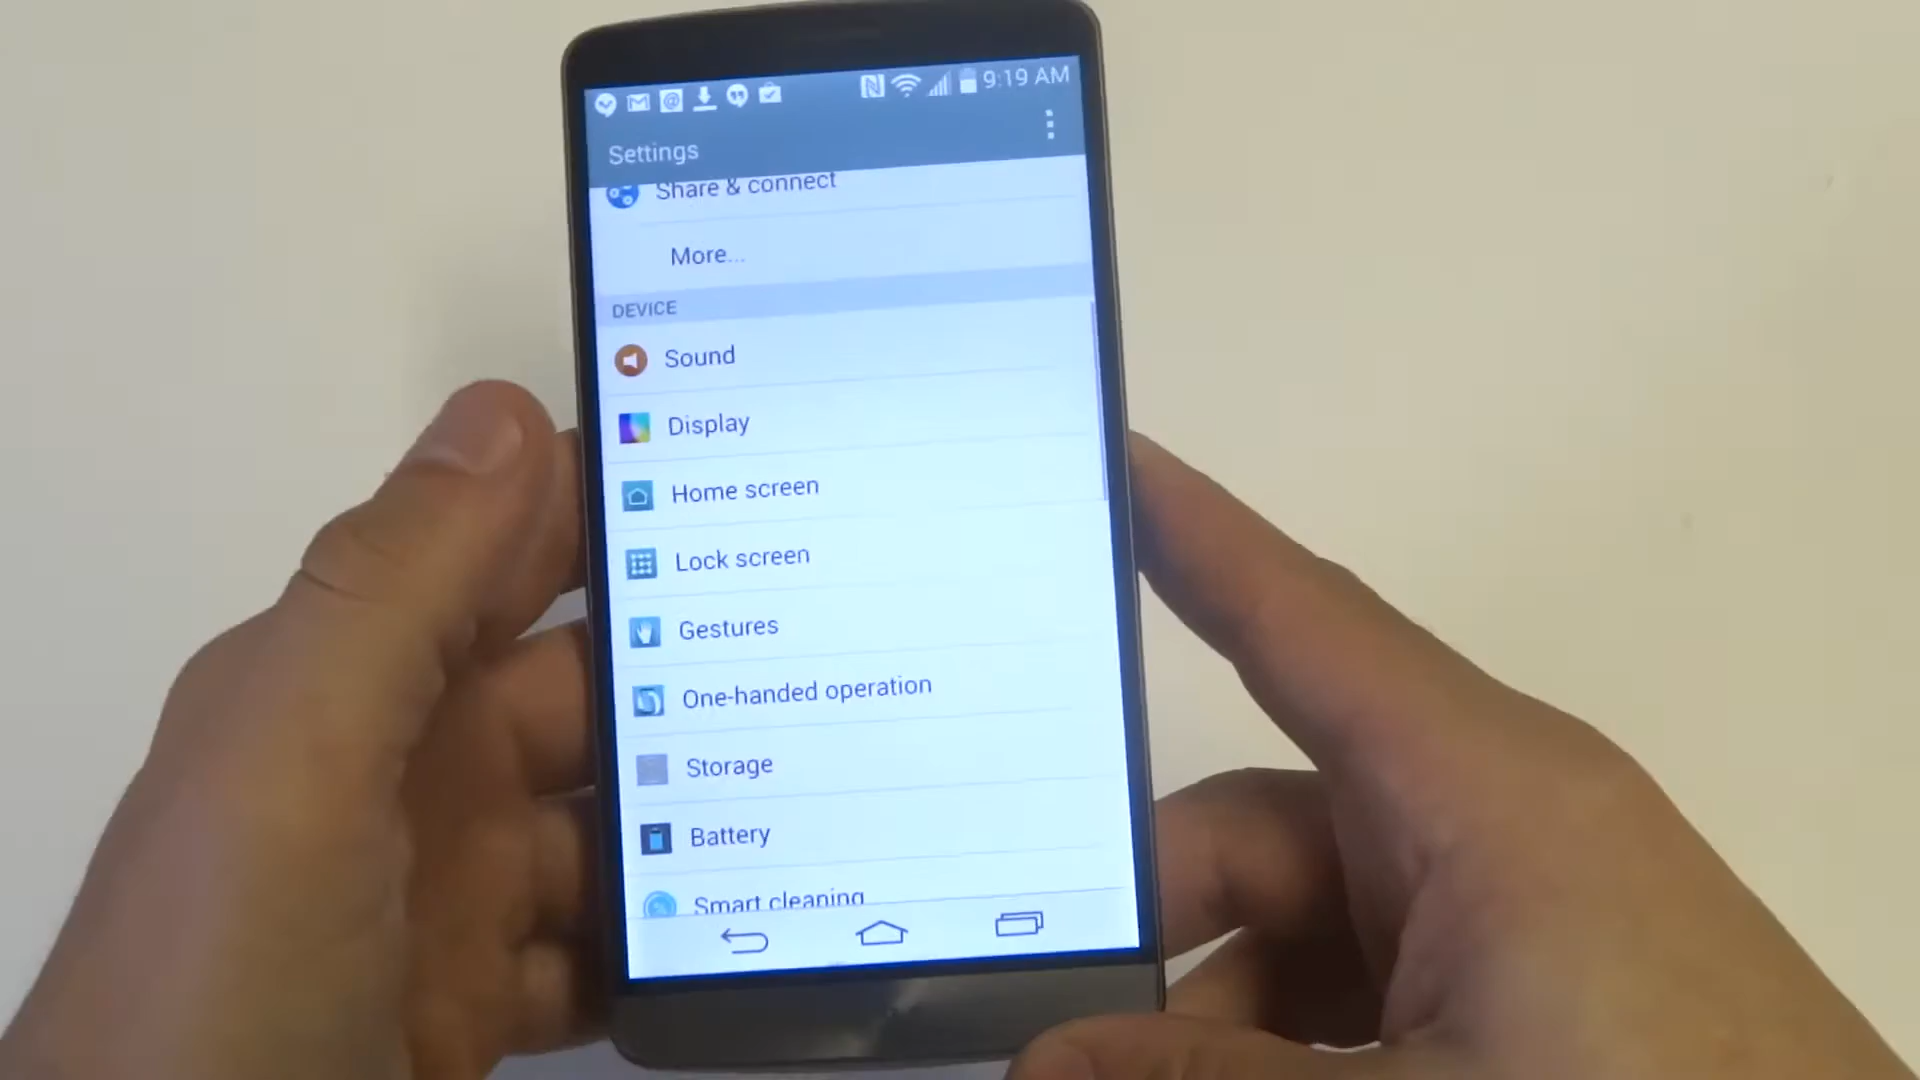 9:19 AM
Settings
Share & connect
More...
DEVICE
Sound
Display
Home screen
Lock screen
Gestures
One-handed operation
Storage
Battery
Smart cleaning